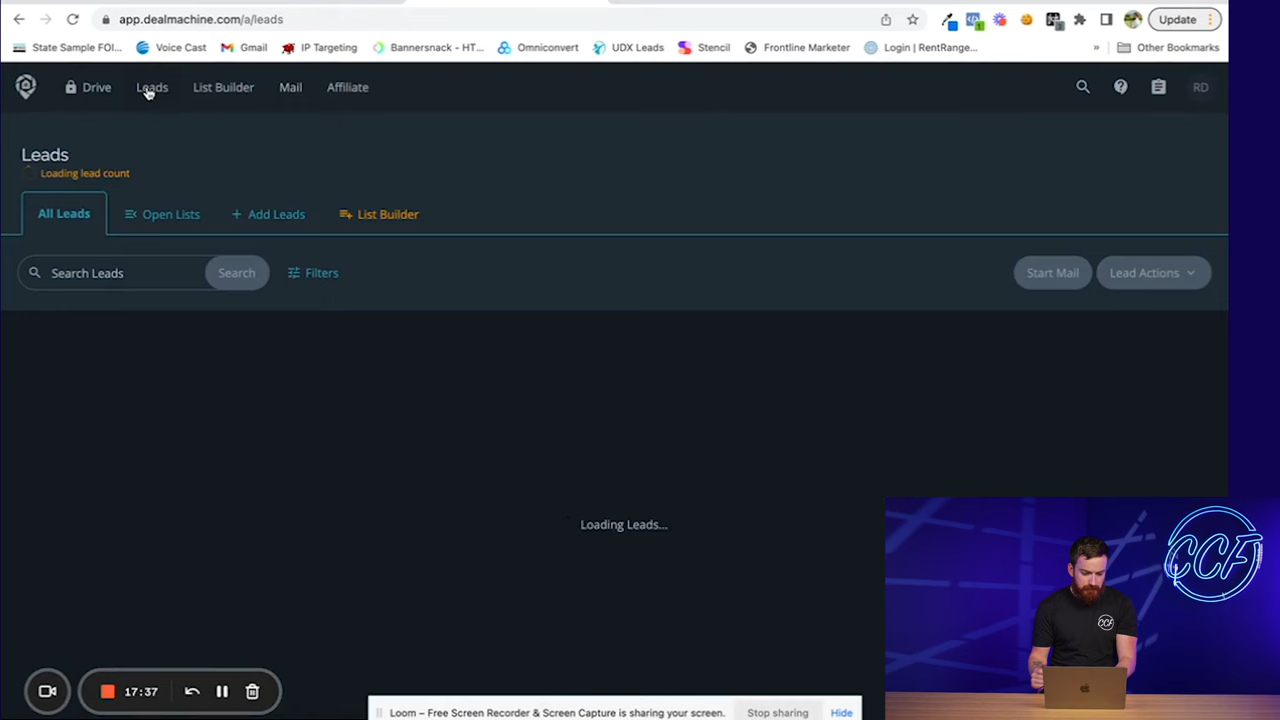 app.dealmachine.com/a/leads
Update
State Sample FOI...
Voice Cast
Gmail
IP Targeting
Bannersnack - HT...
Omniconvert
UDX Leads
Stencil
Frontline Marketer
Login | RentRange...
»
Other Bookmarks
Drive
Leads
List Builder
Mail
Affiliate
RD
Leads
Loading lead count
All Leads
Open Lists
+ Add Leads
List Builder
Search Leads
Search
Filters
Start Mail
Lead Actions
Loading Leads...
CCF
CCF
17:37
Loom – Free Screen Recorder & Screen Capture is sharing your screen.
Stop sharing
Hide